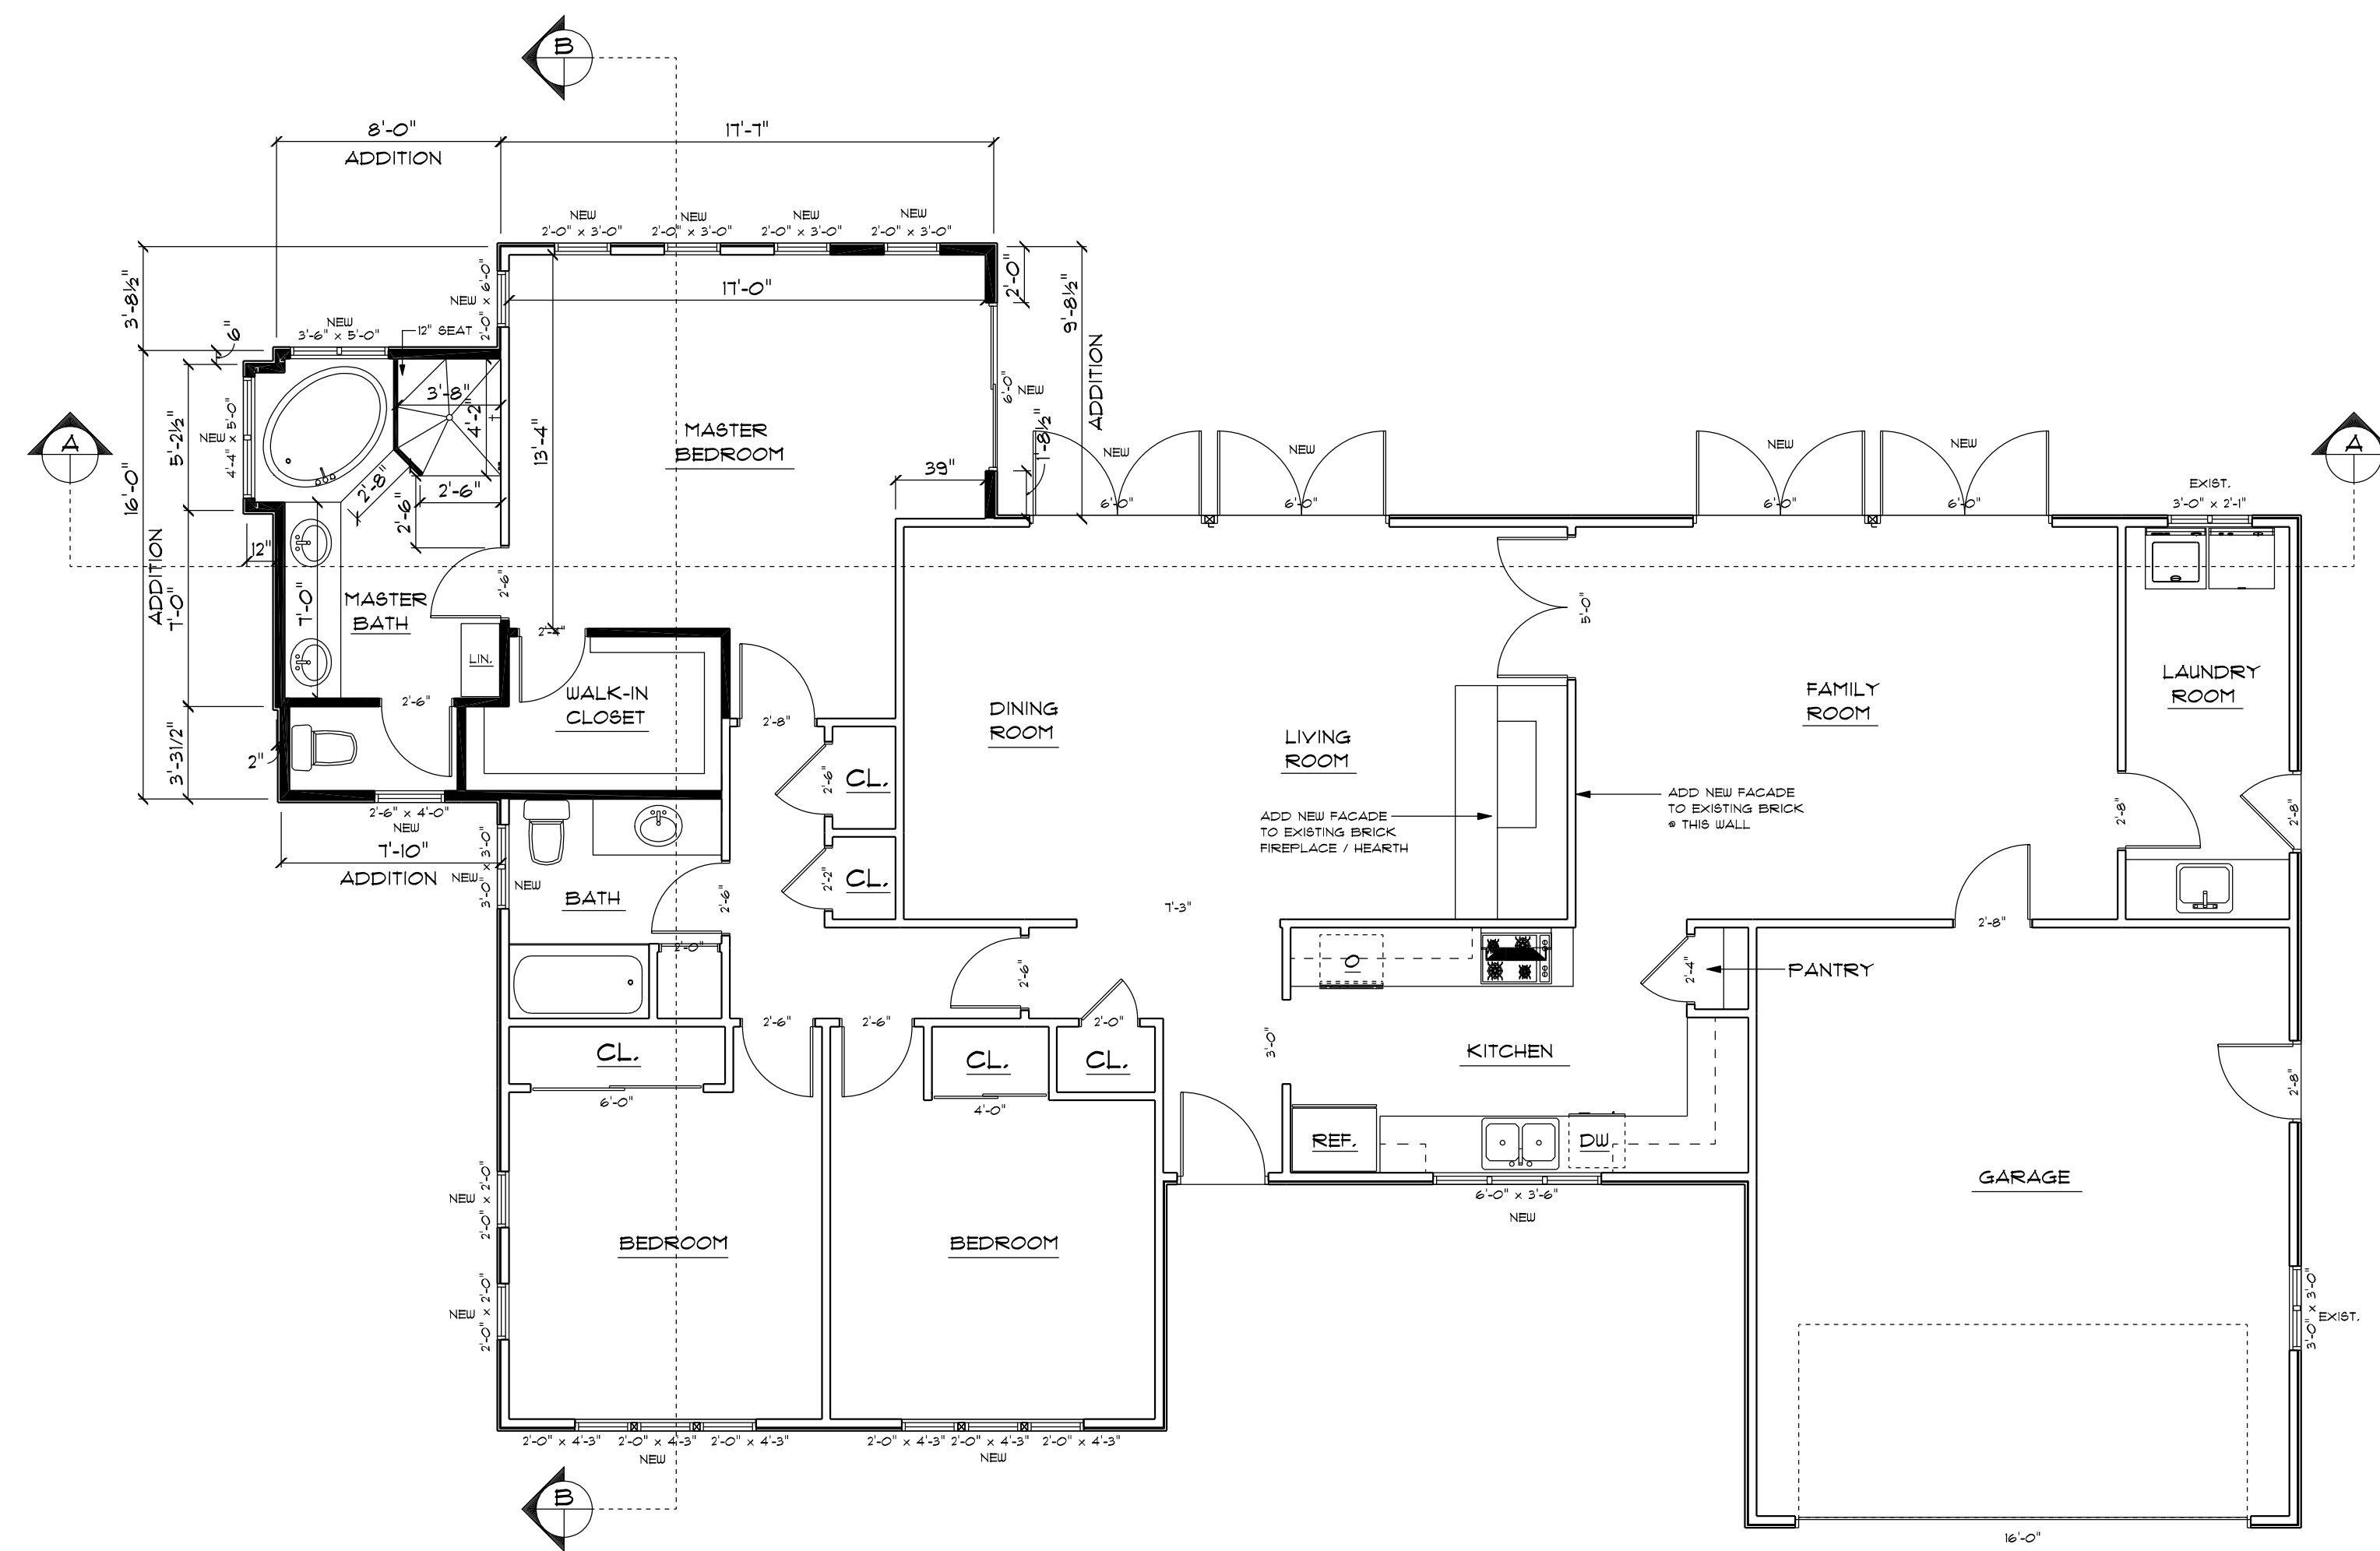 B
8'-0"
17'-7"
ADDITION
NEW
NEW
NEW
NEW
2'-0" x 3'-0"
2'-0" x 3'-0"
2'-0" x 3'-0"
2'-0" x 3'-0"
3'-8½"
NEW
2'-0" x 6'-0"
17'-0"
2'-0"
9'-8½"
ADDITION
6"
NEW
3'-6" x 5'-0"
12" SEAT
3'-8"
4'-2"
13'-4"
MASTER
BEDROOM
6'-0"
NEW
1'-8½"
39"
A
16'-0"
ADDITION
5'-2½"
NEW
4'-4" x 5'-0"
2'-8"
2'-6"
2'-6"
NEW
NEW
NEW
NEW
6'-0"
6'-0"
6'-0"
6'-0"
A
EXIST.
3'-0" x 2'-1"
12"
7'-0"
7'-0"
MASTER
BATH
2'-6"
2'-4"
LIN.
5'-0"
WALK-IN
CLOSET
2'-6"
2'-8"
DINING
ROOM
LIVING
ROOM
FAMILY
ROOM
LAUNDRY
ROOM
3'-31/2"
2"
2'-6"
CL.
ADD NEW FACADE
TO EXISTING BRICK
@ THIS WALL
ADD NEW FACADE
TO EXISTING BRICK
FIREPLACE / HEARTH
2'-8"
2'-8"
2'-6" x 4'-0"
NEW
7'-10"
ADDITION
NEW
3'-0" x 3'-0"
NEW
BATH
2'-6"
2'-2"
CL.
7'-3"
2'-8"
2'-0"
2'-6"
O
2'-4"
PANTRY
2'-6"
2'-6"
2'-0"
CL.
CL.
CL.
3'-0"
KITCHEN
6'-0"
4'-0"
2'-8"
REF.
DW
GARAGE
6'-0" x 3'-6"
NEW
NEW
2'-0" x 2'-0"
BEDROOM
BEDROOM
NEW
2'-0" x 2'-0"
3'-0" x 3'-0"
EXIST.
2'-0" x 4'-3"
2'-0" x 4'-3"
2'-0" x 4'-3"
NEW
2'-0" x 4'-3"
2'-0" x 4'-3"
2'-0" x 4'-3"
NEW
B
16'-0"